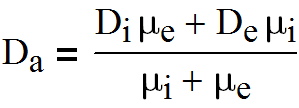 Dₐ = (Dᵢ μₑ + Dₑ μᵢ) / (μᵢ + μₑ)